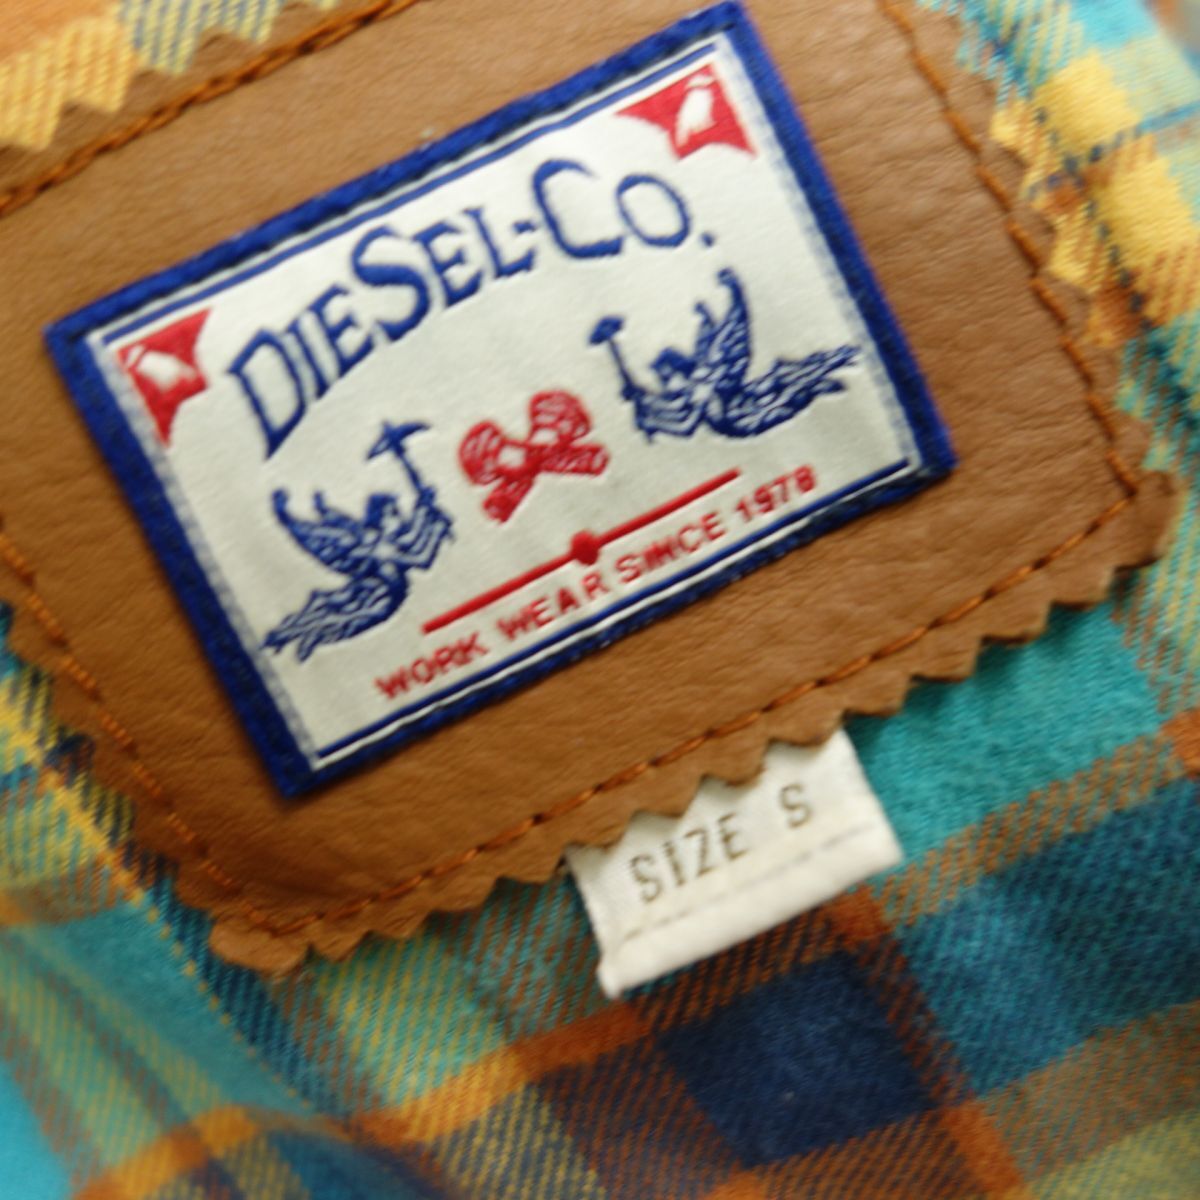 DIESEL-CO.
WORK WEAR SINCE 1978
SIZE S